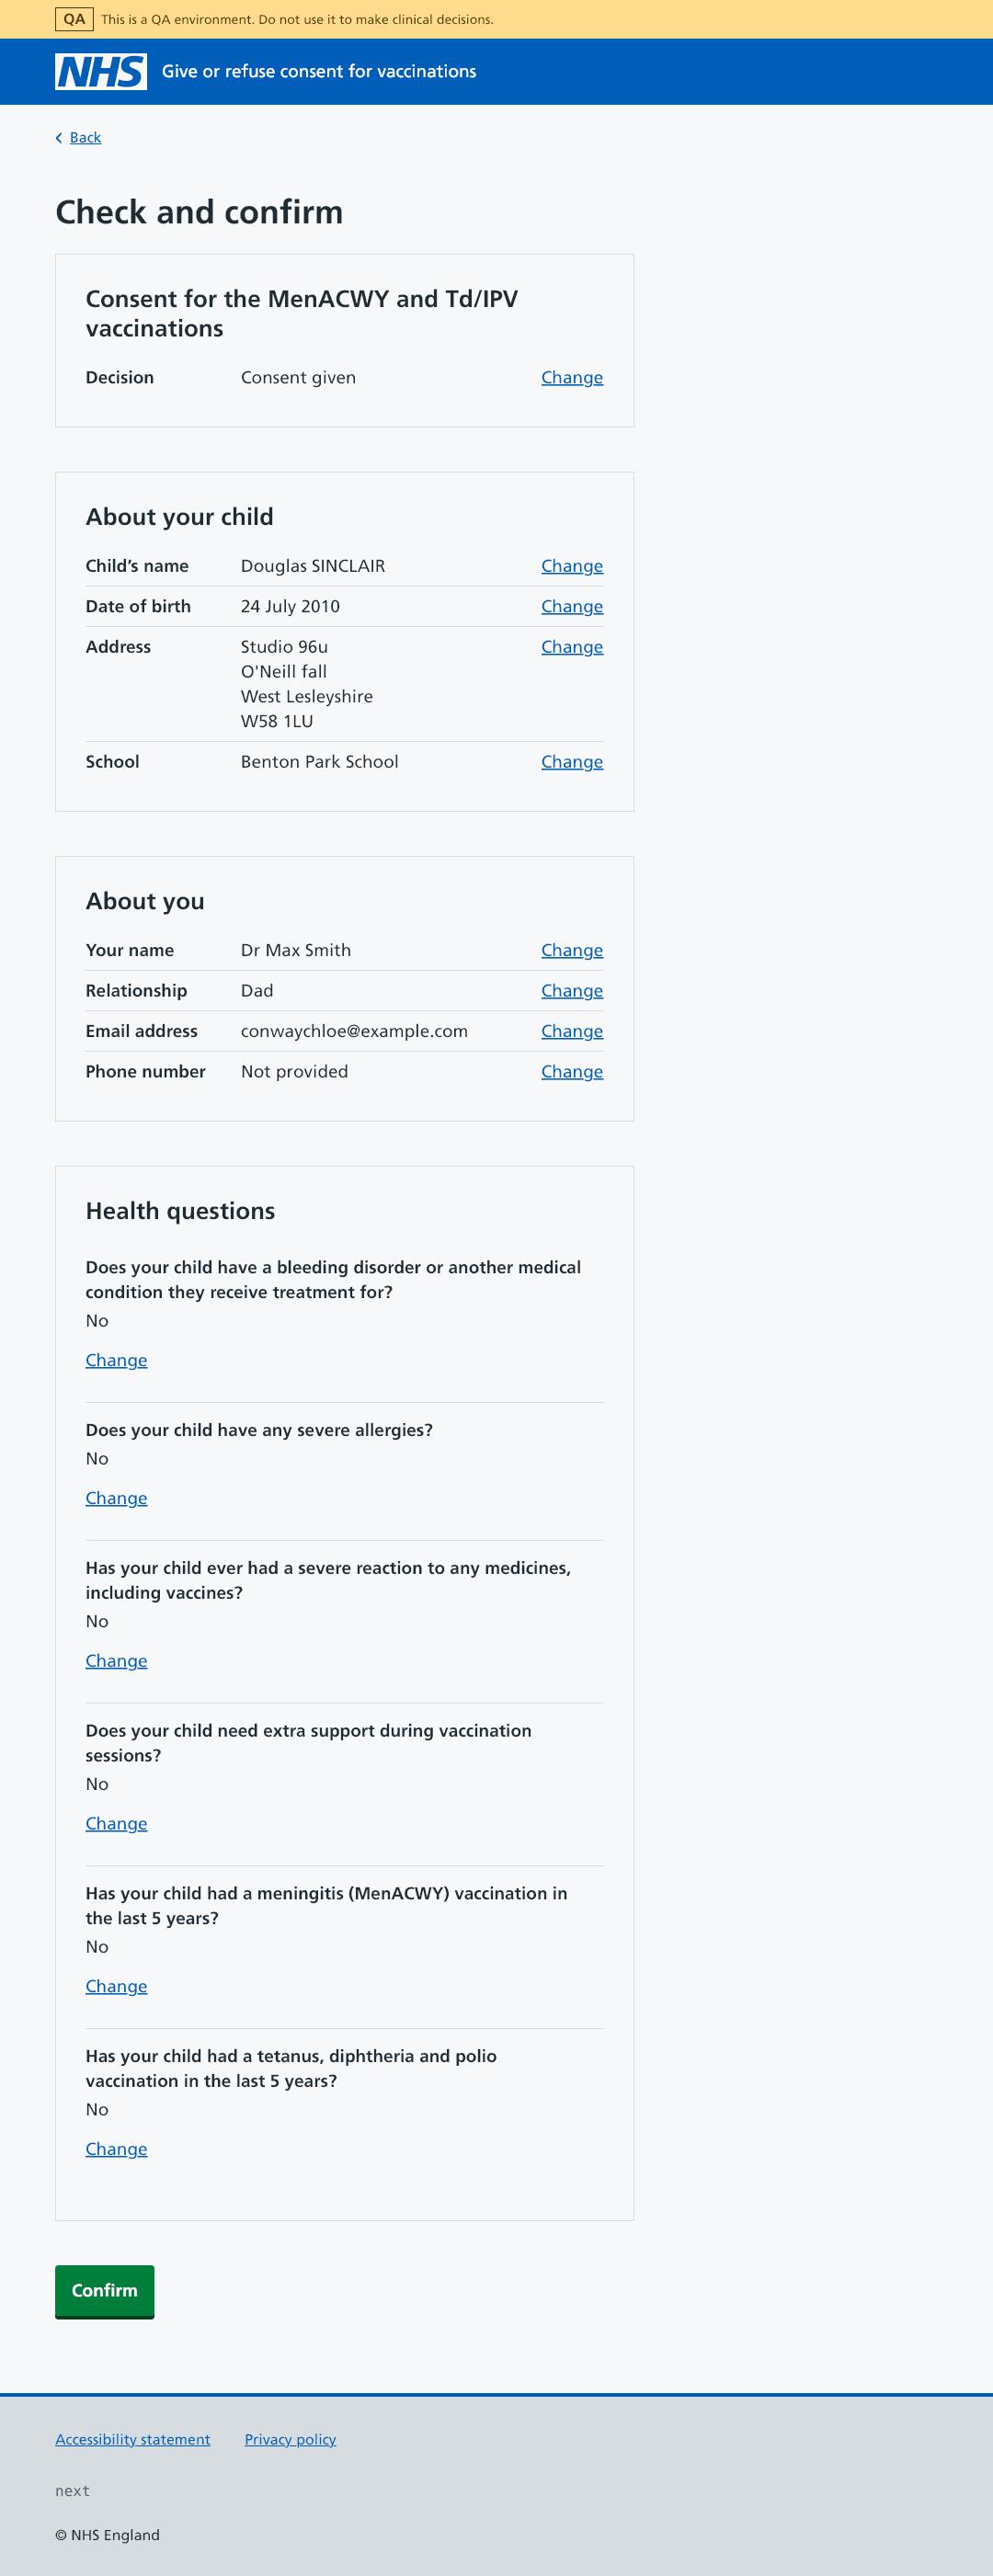 QA This is a QA environment. Do not use it to make clinical decisions.
NHS Give or refuse consent for vaccinations
Back
Check and confirm
Consent for the MenACWY and Td/IPV
vaccinations
Decision Consent given Change
About your child
Child’s name Douglas SINCLAIR Change
Date of birth 24 July 2010 Change
Address Studio 96u Change
O'Neill fall
West Lesleyshire
W58 1LU
School Benton Park School Change
About you
Your name Dr Max Smith Change
Relationship Dad Change
Email address conwaychloe@example.com Change
Phone number Not provided Change
Health questions
Does your child have a bleeding disorder or another medical
condition they receive treatment for?
No
Change
Does your child have any severe allergies?
No
Change
Has your child ever had a severe reaction to any medicines,
including vaccines?
No
Change
Does your child need extra support during vaccination
sessions?
No
Change
Has your child had a meningitis (MenACWY) vaccination in
the last 5 years?
No
Change
Has your child had a tetanus, diphtheria and polio
vaccination in the last 5 years?
No
Change
Confirm
Accessibility statement Privacy policy
next
© NHS England